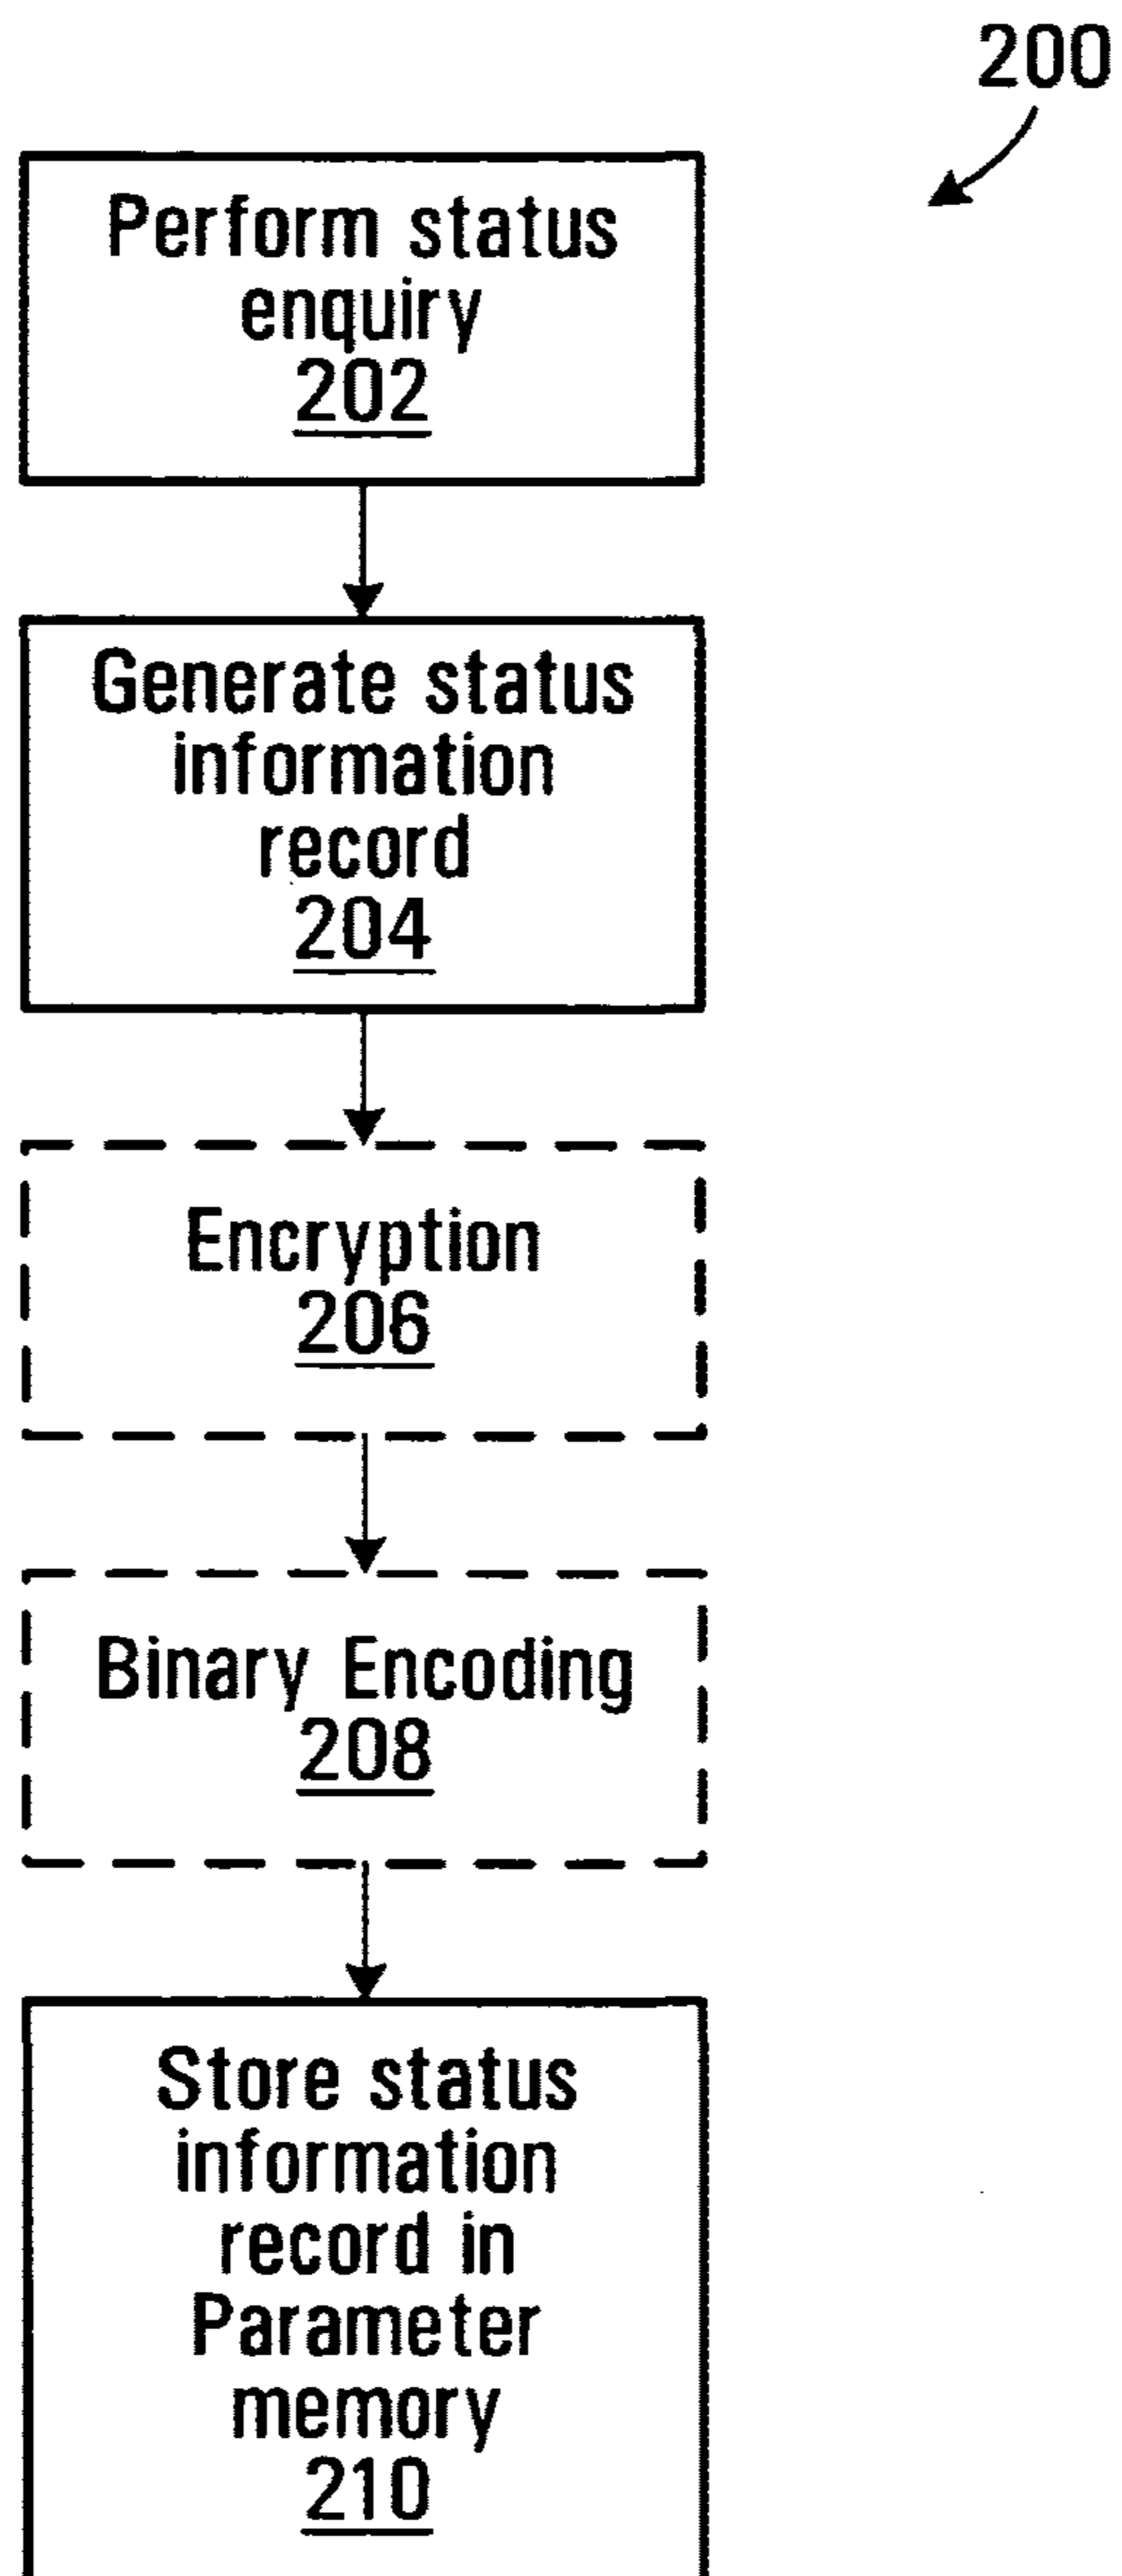 200
Perform status
enquiry
202
Generate status
information
record
204
Encryption
206
Binary Encoding
208
Store status
information
record in
Parameter
memory
210